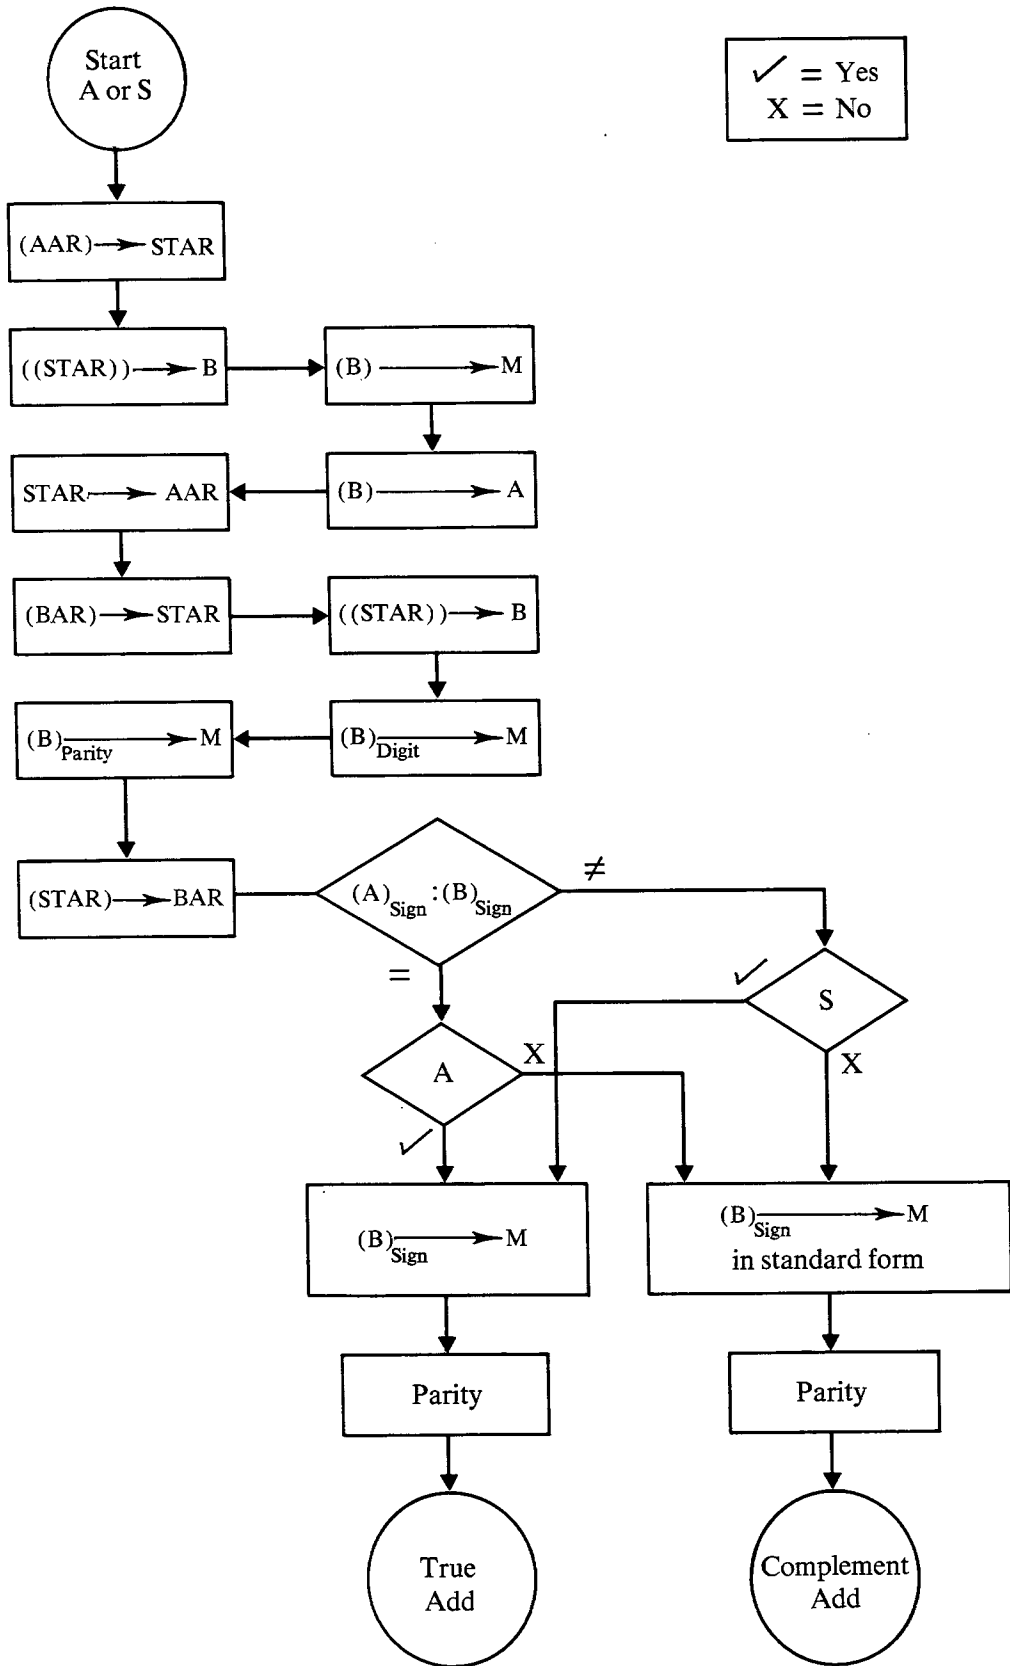 Start
A or S
✓ = Yes
X = No
(AAR) → STAR
((STAR)) → B
(B) → M
STAR → AAR
(B) → A
(BAR) → STAR
((STAR)) → B
(B)Parity → M
(B)Digit → M
(STAR) → BAR
(A)Sign : (B)Sign
≠
=
✓
S
A
X
X
✓
(B)Sign → M
(B)Sign → M
in standard form
Parity
Parity
True
Add
Complement
Add